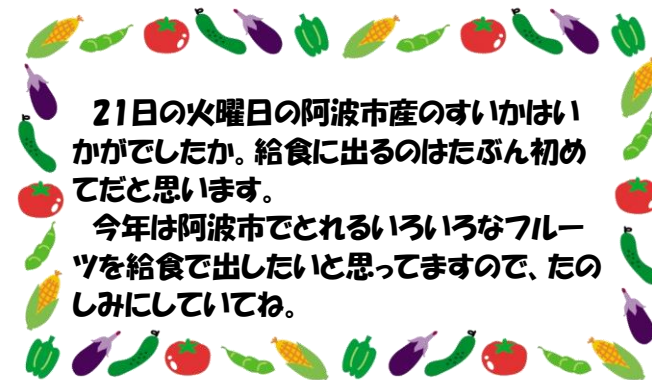 21日の火曜日の阿波市産のすいかはい
かがでしたか。給食に出るのはたぶん初め
てだと思います。
今年は阿波市でとれるいろいろなフルー
ツを給食で出したいと思ってますので、たの
しみにしていてね。